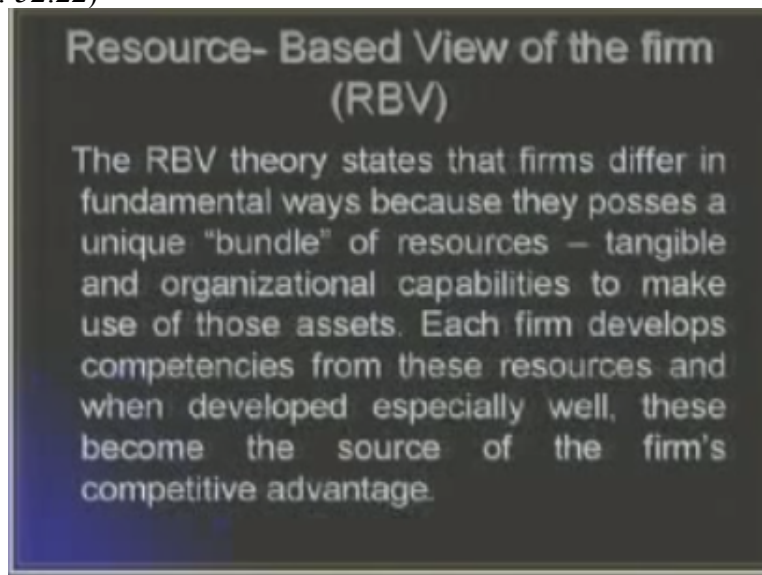 32:22)
Resource- Based View of the firm
(RBV)
The RBV theory states that firms differ in
fundamental ways because they posses a
unique “bundle” of resources – tangible
and organizational capabilities to make
use of those assets. Each firm develops
competencies from these resources and
when developed especially well, these
become the source of the firm’s
competitive advantage.